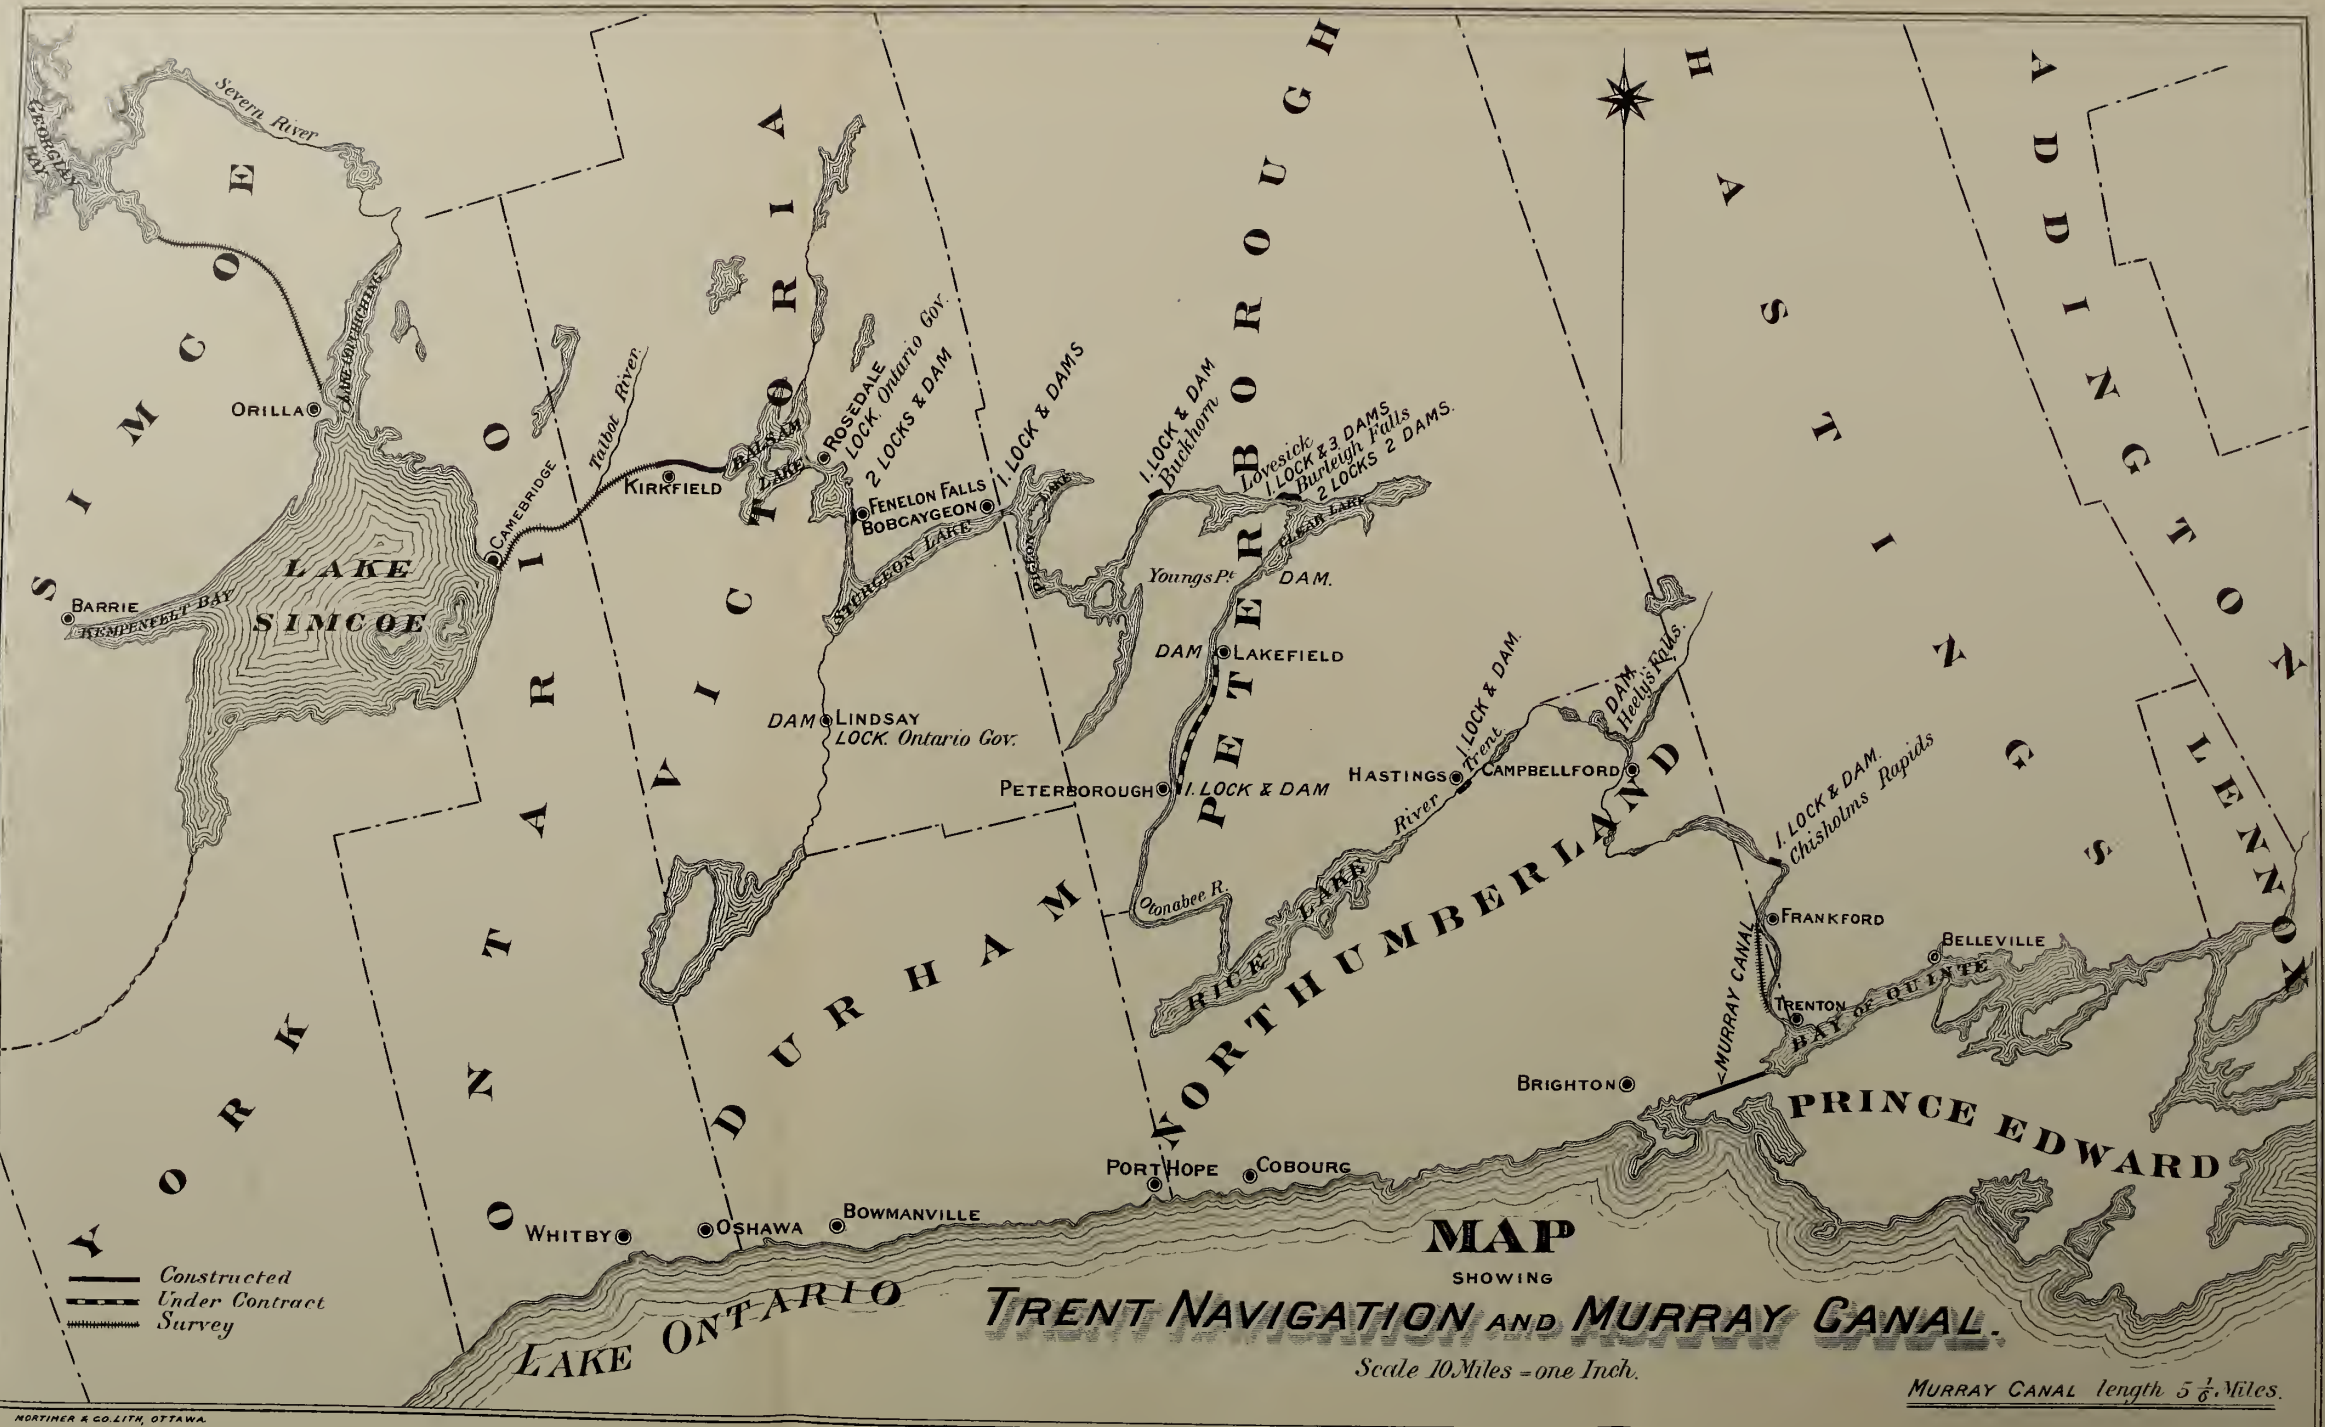 GEORGIAN
BAY
Severn River
SIMCOE
LAKE COUTCHICHING
ORILLA
LAKE
SIMCOE
BARRIE
KEMPENFELT BAY
CAMEBRIDGE
Talbot River
KIRKFIELD
BALSAM
LAKE
ROSEDALE
LOCK. Ontario Gov.
2 LOCKS & DAM
FENELON FALLS
BOBCAYGEON
1. LOCK & DAMS
STURGEON LAKE
PIGEON LAKE
1. LOCK & DAM
Buckhorn
Lovesick
1. LOCK & 3 DAMS
Burleigh Falls
2 LOCKS 2 DAMS.
CLEAR LAKE
Youngs Pt. DAM.
DAM LAKEFIELD
DAM LINDSAY
LOCK. Ontario Gov.
PETERBOROUGH 1. LOCK & DAM
Otonabee R.
RICE LAKE
River Trent
HASTINGS
1. LOCK & DAM.
CAMPBELLFORD
DAM.
Heely's Falls.
1. LOCK & DAM.
Chisholms Rapids
FRANKFORD
MURRAY CANAL
TRENTON
BELLEVILLE
BAY OF QUINTE
BRIGHTON
PRINCE EDWARD
VICTORIA
PETERBOROUGH
HASTINGS
ADDINGTON
LENNOX
ONTARIO
DURHAM
NORTHUMBERLAND
YORK
PORT HOPE
COBOURG
WHITBY
OSHAWA
BOWMANVILLE
LAKE ONTARIO
Constructed
Under Contract
Survey
MAP
SHOWING
TRENT NAVIGATION AND MURRAY CANAL.
Scale 10 Miles = one Inch.
MURRAY CANAL length 5 1/6 Miles.
MORTIMER & CO. LITH, OTTAWA.